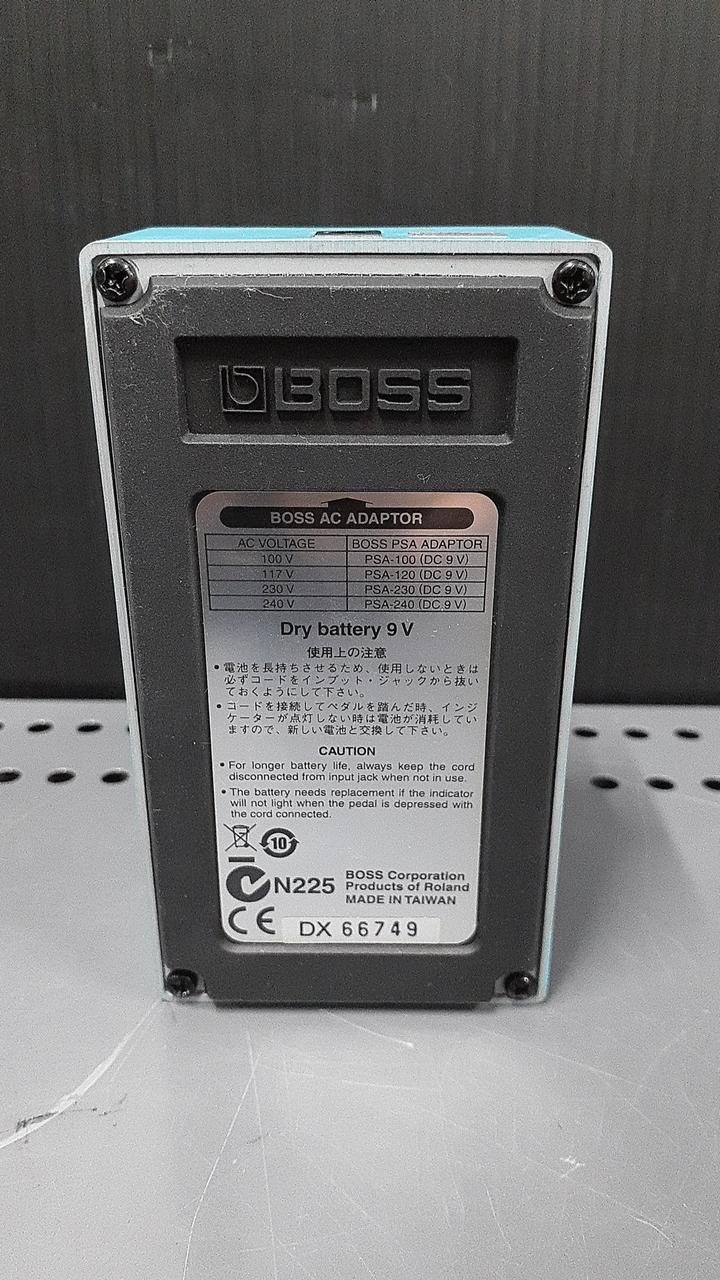 BOSS
BOSS AC ADAPTOR
AC VOLTAGE BOSS PSA ADAPTOR
100 V PSA-100 (DC 9 V)
117 V PSA-120 (DC 9 V)
230 V PSA-230 (DC 9 V)
240 V PSA-240 (DC 9 V)
Dry battery 9 V
使用上の注意
• 電池を長持ちさせるため、使用しないときは
必ずコードをインプット・ジャックから抜い
ておくようにして下さい。
• コードを接続してペダルを踏んだ時、インジ
ケーターが点灯しない時は電池が消耗してい
ますので、新しい電池と交換して下さい。
CAUTION
• For longer battery life, always keep the cord
disconnected from input jack when not in use.
• The battery needs replacement if the indicator
will not light when the pedal is depressed with
the cord connected.
10
N225
BOSS Corporation
Products of Roland
MADE IN TAIWAN
CE
DX 66749